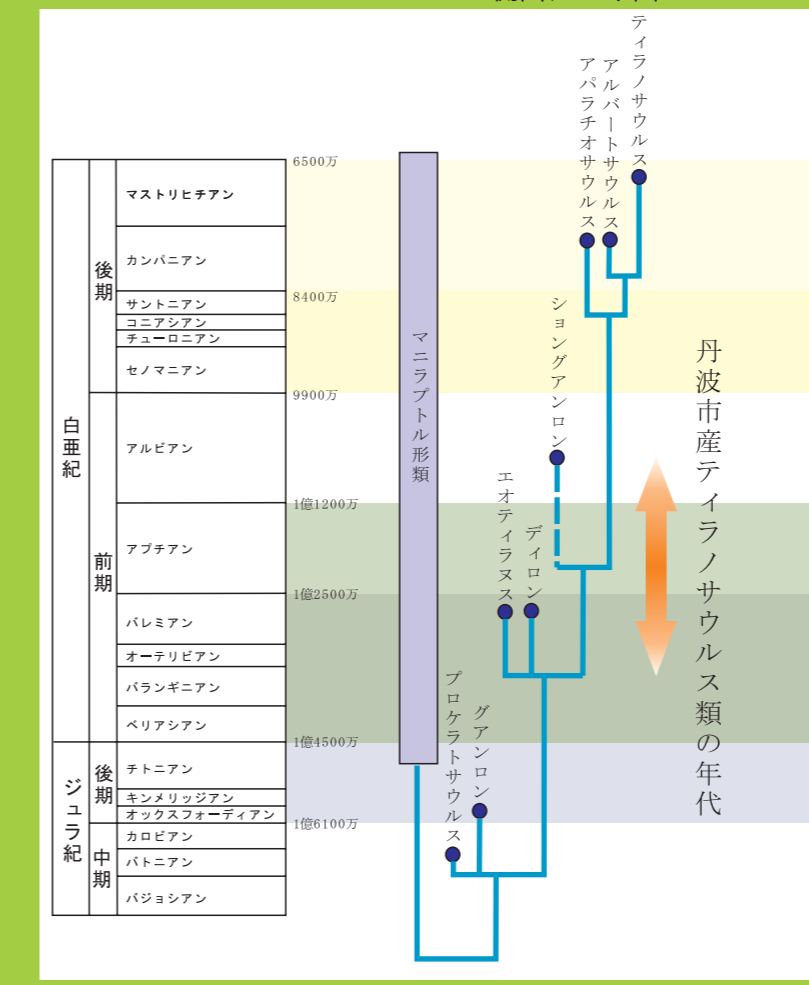 白亜紀
ジュラ紀
後期
前期
後期
中期
マストリヒチアン
カンパニアン
サントニアン
コニアシアン
チューロニアン
セノマニアン
アルビアン
アプチアン
バレミアン
オーテリビアン
バランギニアン
ベリアシアン
チトニアン
キンメリッジアン
オックスフォーディアン
カロビアン
バトニアン
バジョシアン
6500万
8400万
9900万
1億1200万
1億2500万
1億4500万
1億6100万
マニラプトル形類
プロケラトサウルス
グアンロン
エオティラヌス
ディロン
ショングアンロン
アパラチオサウルス
アルバートサウルス
ティラノサウルス
丹波市産ティラノサウルス類の年代